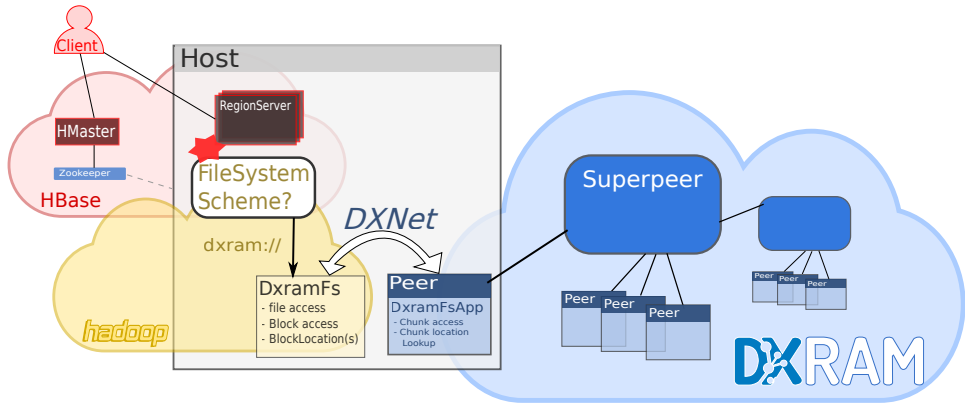 Client
Host
RegionServer
HMaster
Zookeeper
HBase
FileSystem
Scheme?
dxram://
DXNet
DxramFs
- file access
- Block access
- BlockLocation(s)
hadoop
Peer
DxramFsApp
- Chunk access
- Chunk location
Lookup
Superpeer
Peer
Peer
Peer
Peer
Peer
Peer
DXRAM